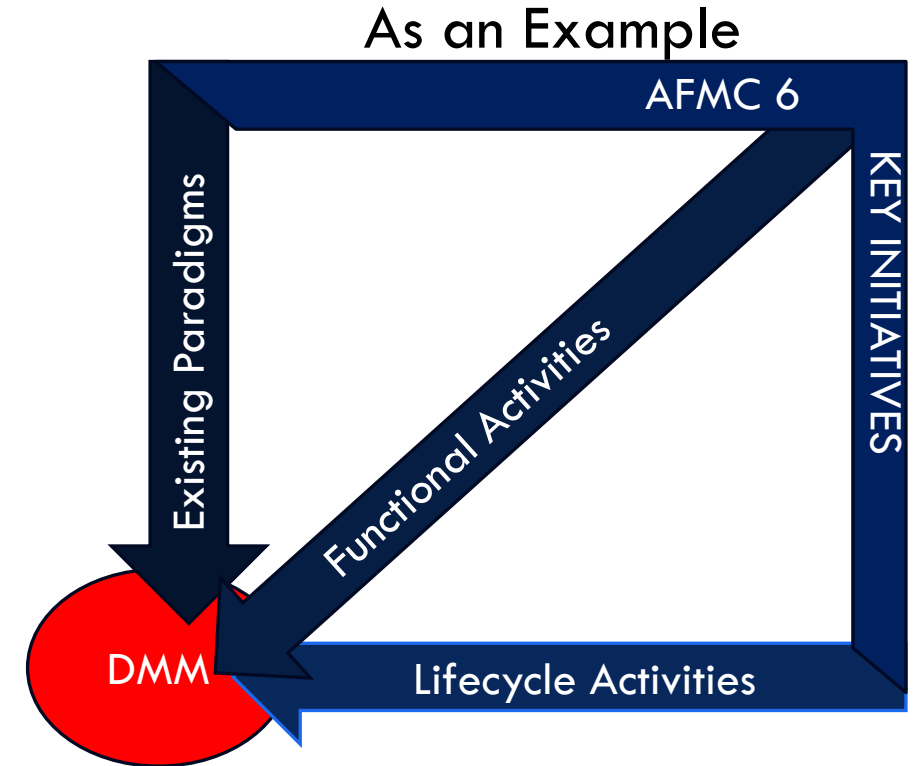 As an Example
AFMC 6
KEY INITIATIVES
Existing Paradigms
Functional Activities
DMM
Lifecycle Activities